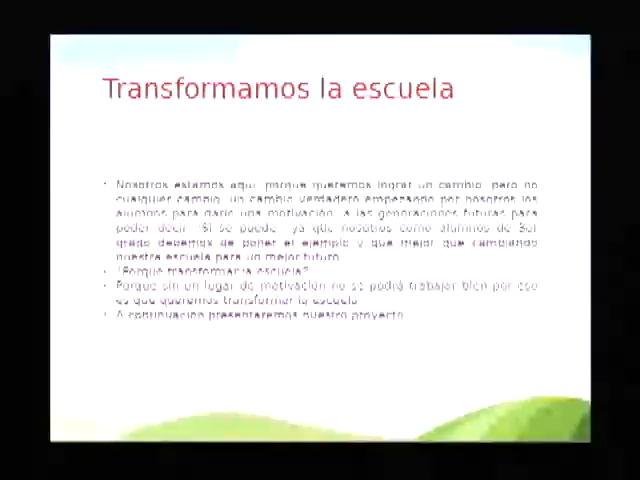 Transformamos la escuela
• Nosotros estamos aquí, porque queremos lograr un cambio, pero no
cualquier cambio, un cambio verdadero empezando por nosotros los
alumnos para darle una motivación a las generaciones futuras para
poder decir Si se puede ya que nosotros como alumnos de 3er
grado debemos de poner el ejemplo y que mejor que cambiando
nuestra escuela para un mejor futuro
• ¿Porque transformar la escuela?
• Porque sin un lugar de motivación no se podrá trabajar bien por eso
es que queremos transformar la escuela
• A continuación presentaremos nuestro proyecto